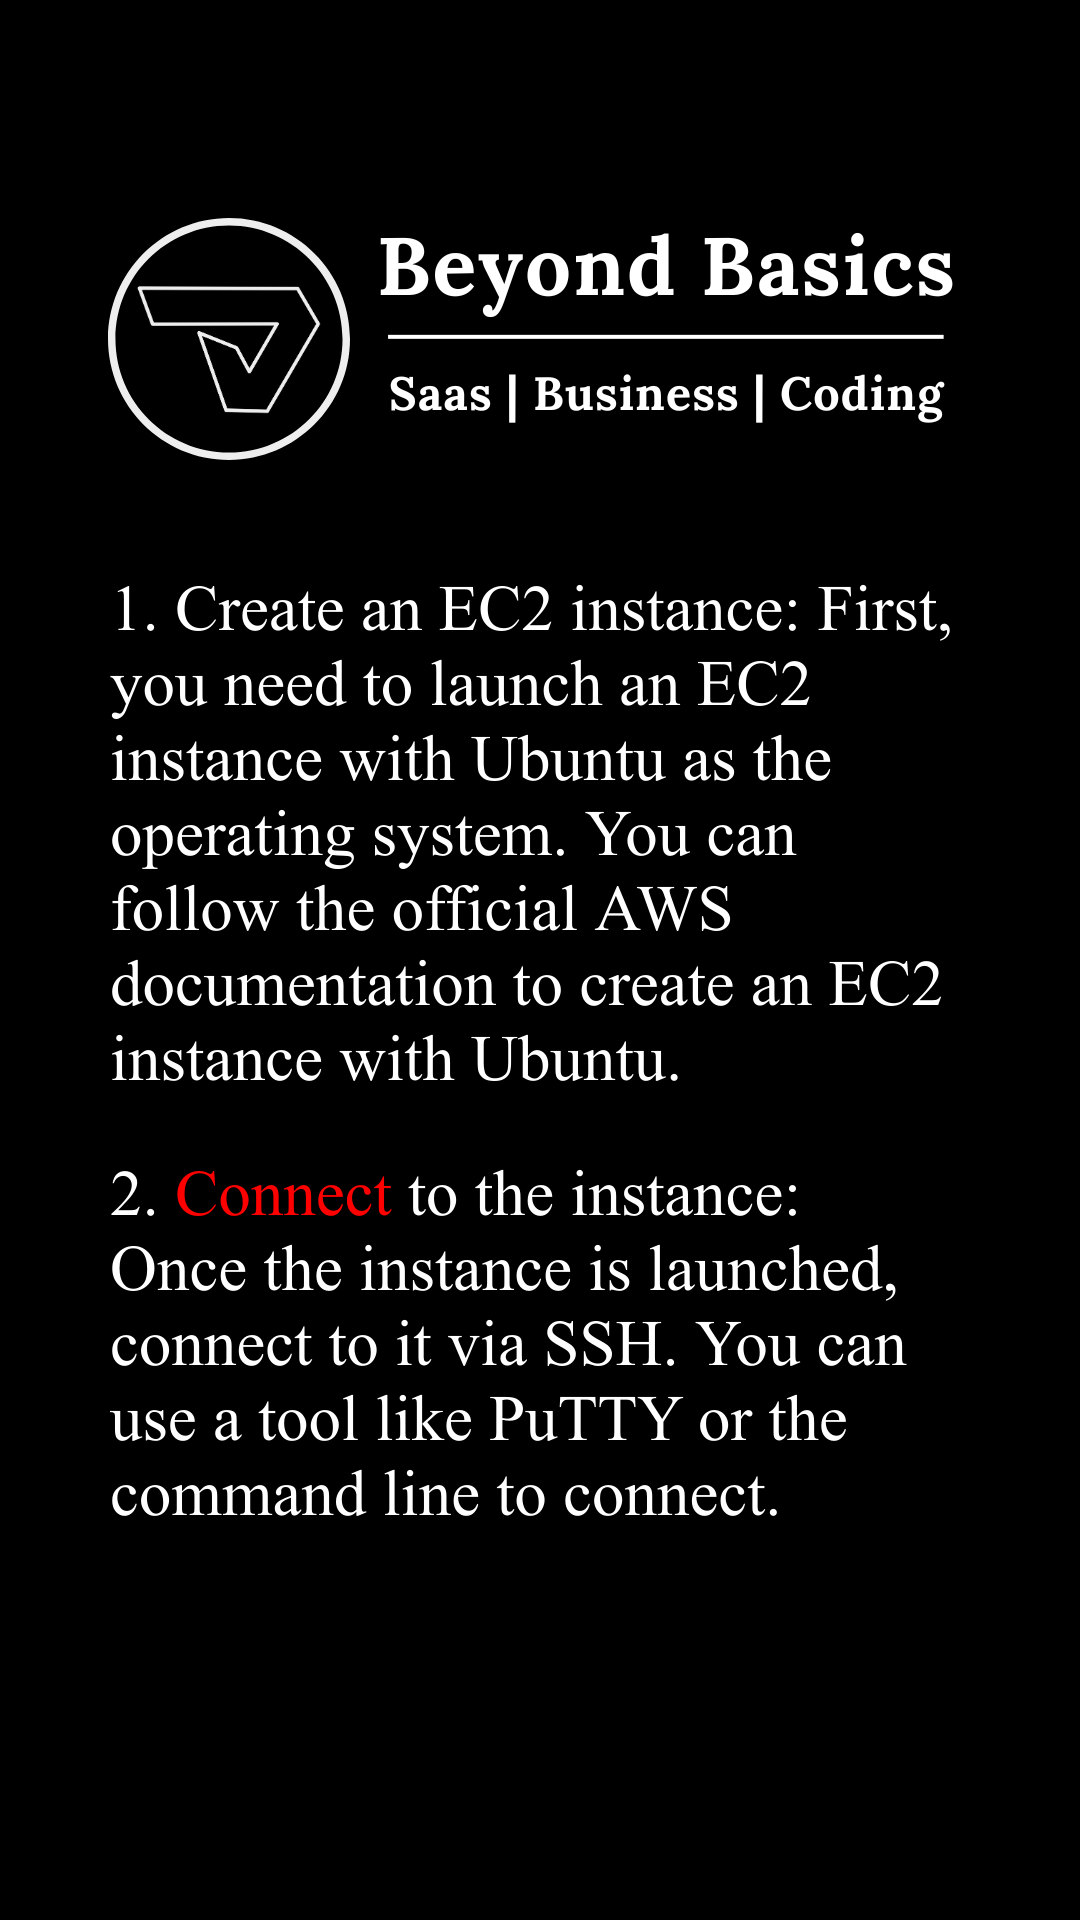 Beyond Basics
Saas | Business | Coding
1. Create an EC2 instance: First,
you need to launch an EC2
instance with Ubuntu as the
operating system. You can
follow the official AWS
documentation to create an EC2
instance with Ubuntu.
2. Connect to the instance:
Once the instance is launched,
connect to it via SSH. You can
use a tool like PuTTY or the
command line to connect.